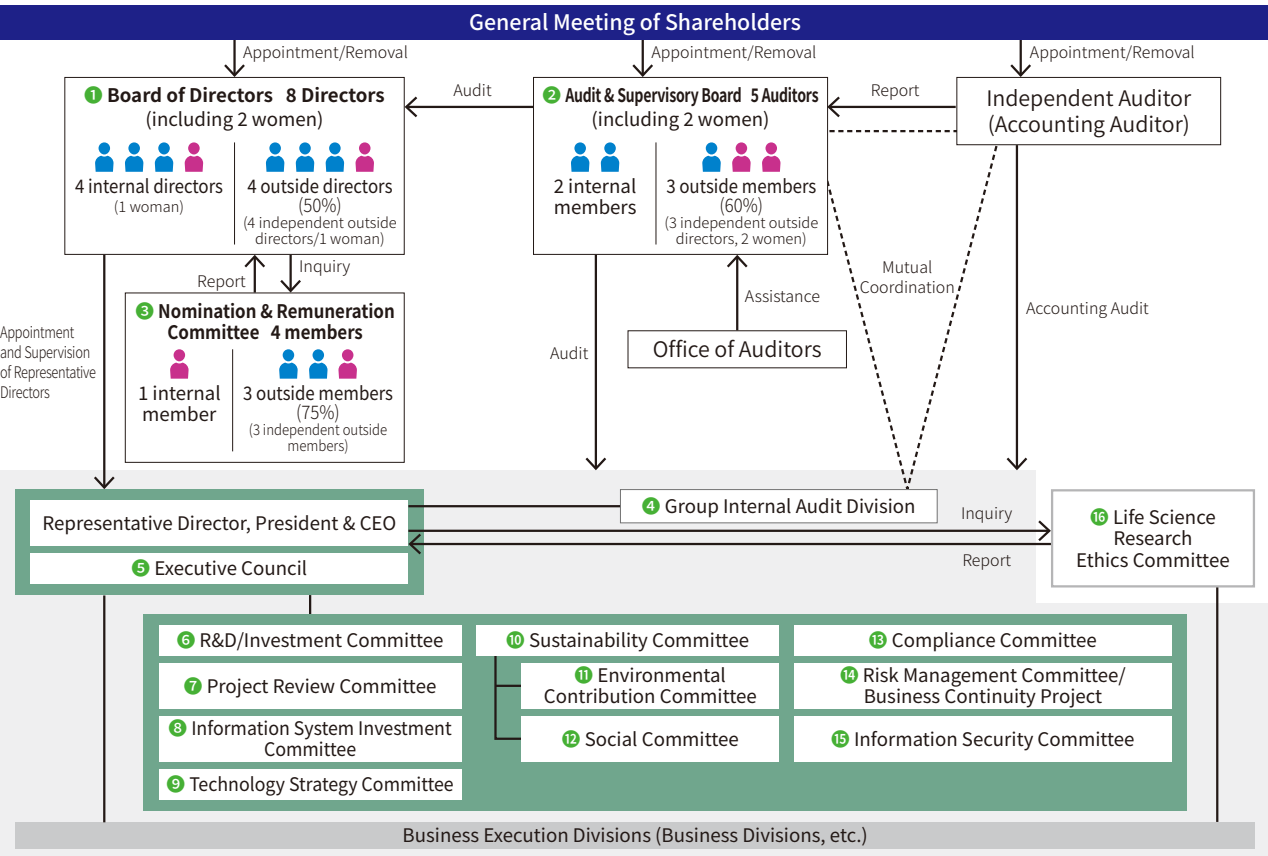 General Meeting of Shareholders
Appointment/Removal
Appointment/Removal
Appointment/Removal
❶ Board of Directors 8 Directors
(including 2 women)
4 internal directors
(1 woman)
4 outside directors
(50%)
(4 independent outside
directors/1 woman)
Audit
❷ Audit & Supervisory Board 5 Auditors
(including 2 women)
2 internal
members
3 outside members
(60%)
(3 independent outside
directors, 2 women)
Report
Independent Auditor
(Accounting Auditor)
Report
Inquiry
❸ Nomination & Remuneration
Committee 4 members
1 internal
member
3 outside members
(75%)
(3 independent outside
members)
Appointment
and Supervision
of Representative
Directors
Audit
Assistance
Office of Auditors
Mutual
Coordination
Accounting Audit
Representative Director, President & CEO
❺ Executive Council
❹ Group Internal Audit Division
Inquiry
Report
⓰ Life Science
Research
Ethics Committee
❻ R&D/Investment Committee
❼ Project Review Committee
❽ Information System Investment
Committee
❾ Technology Strategy Committee
❿ Sustainability Committee
⓫ Environmental
Contribution Committee
⓬ Social Committee
⓭ Compliance Committee
⓮ Risk Management Committee/
Business Continuity Project
⓯ Information Security Committee
Business Execution Divisions (Business Divisions, etc.)